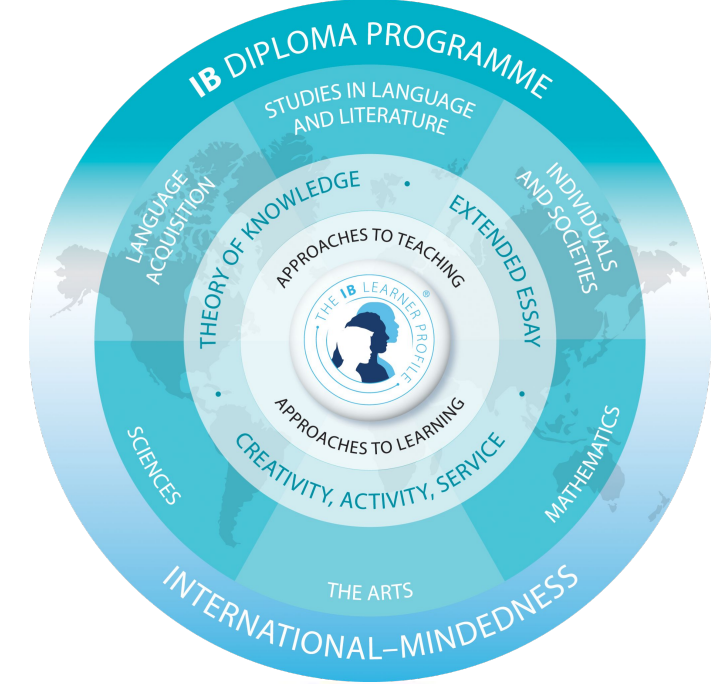 IB DIPLOMA PROGRAMME
STUDIES IN LANGUAGE
AND LITERATURE
LANGUAGE
ACQUISITION
INDIVIDUALS
AND SOCIETIES
THEORY OF KNOWLEDGE • EXTENDED ESSAY •
APPROACHES TO TEACHING
• THE IB LEARNER PROFILE • ®
APPROACHES TO LEARNING
• CREATIVITY, ACTIVITY, SERVICE
SCIENCES
MATHEMATICS
THE ARTS
INTERNATIONAL–MINDEDNESS